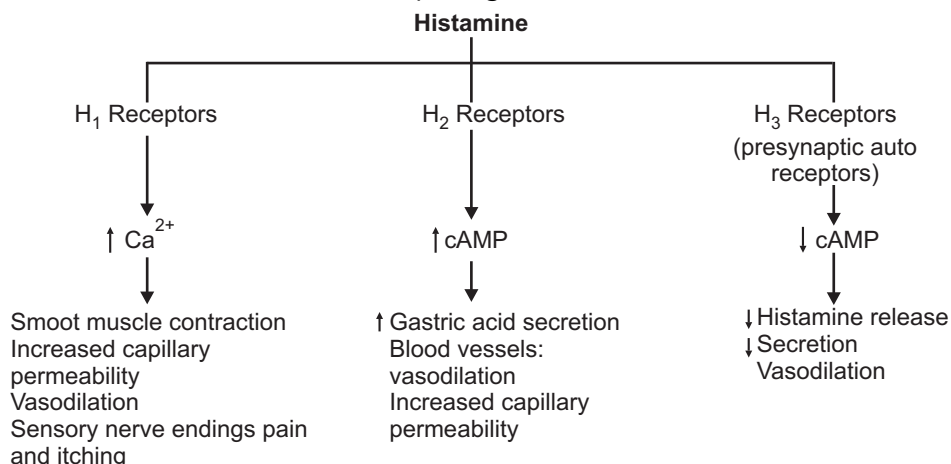 Histamine
H₁ Receptors
↑ Ca²⁺
Smoot muscle contraction
Increased capillary
permeability
Vasodilation
Sensory nerve endings pain
and itching
H₂ Receptors
↑ cAMP
↑ Gastric acid secretion
Blood vessels:
vasodilation
Increased capillary
permeability
H₃ Receptors
(presynaptic auto
receptors)
↓ cAMP
↓ Histamine release
↓ Secretion
Vasodilation